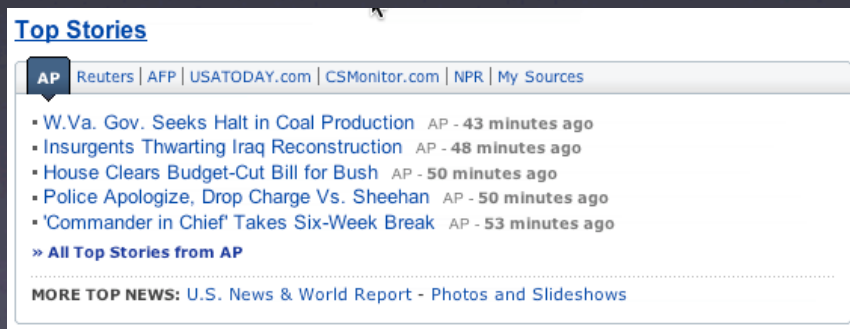 Top Stories
AP Reuters | AFP | USATODAY.com | CSMonitor.com | NPR | My Sources
▪ W.Va. Gov. Seeks Halt in Coal Production AP - 43 minutes ago
▪ Insurgents Thwarting Iraq Reconstruction AP - 48 minutes ago
▪ House Clears Budget-Cut Bill for Bush AP - 50 minutes ago
▪ Police Apologize, Drop Charge Vs. Sheehan AP - 50 minutes ago
▪ 'Commander in Chief' Takes Six-Week Break AP - 53 minutes ago
» All Top Stories from AP
MORE TOP NEWS: U.S. News & World Report - Photos and Slideshows